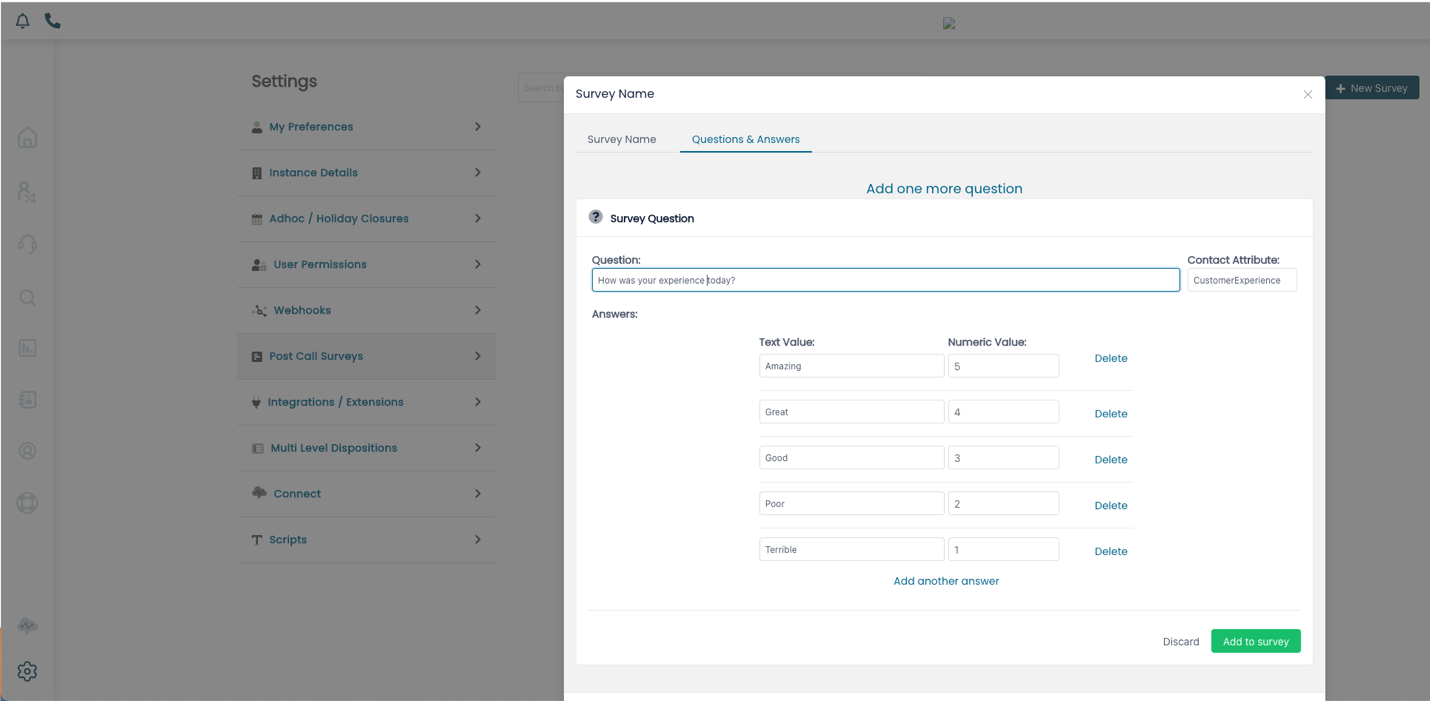 Settings
Search by
+ New Survey
My Preferences
Instance Details
Adhoc / Holiday Closures
User Permissions
Webhooks
Post Call Surveys
Integrations / Extensions
Multi Level Dispositions
Connect
Scripts
Survey Name
Survey Name
Questions & Answers
Add one more question
? Survey Question
Question:
Contact Attribute:
How was your experience today?
CustomerExperience
Answers:
Text Value:
Numeric Value:
Amazing
5
Delete
Great
4
Delete
Good
3
Delete
Poor
2
Delete
Terrible
1
Delete
Add another answer
Discard
Add to survey